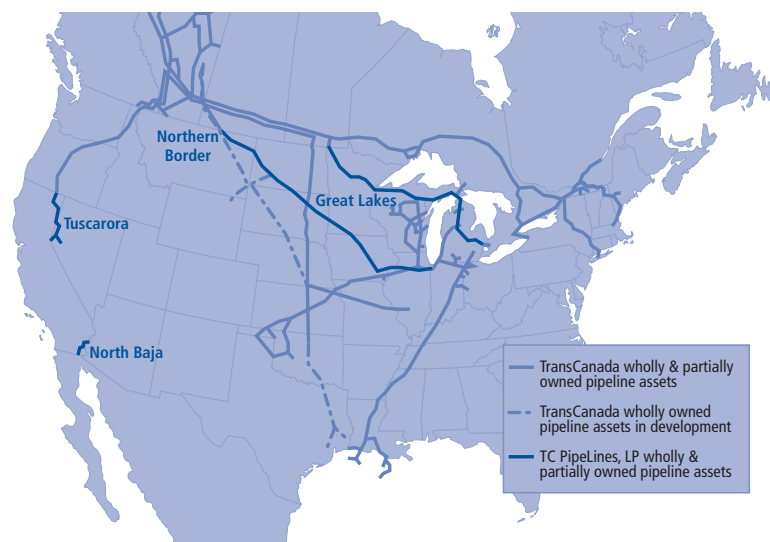 Northern
Border
Great Lakes
Tuscarora
North Baja
TransCanada wholly & partially
owned pipeline assets
TransCanada wholly owned
pipeline assets in development
TC PipeLines, LP wholly &
partially owned pipeline assets